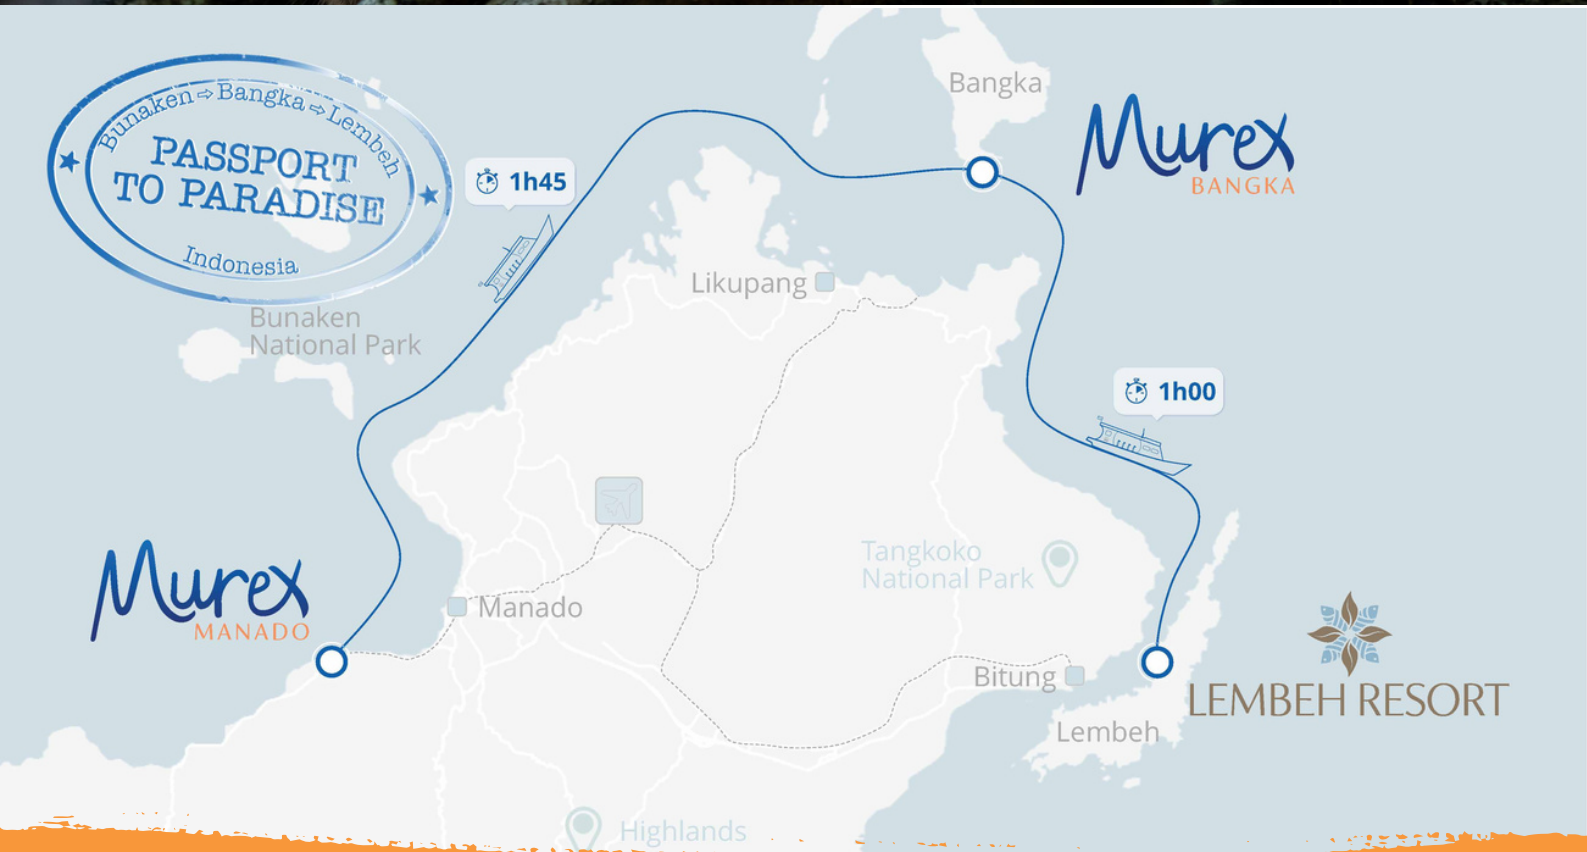 Bunaken⇨Bangka⇨Lembeh
PASSPORT
TO PARADISE
Indonesia
1h45
Bangka
Murex
BANGKA
Likupang
Bunaken
National Park
1h00
Tangkoko
National Park
Murex
MANADO
Manado
Bitung
Lembeh
LEMBEH RESORT
Highlands